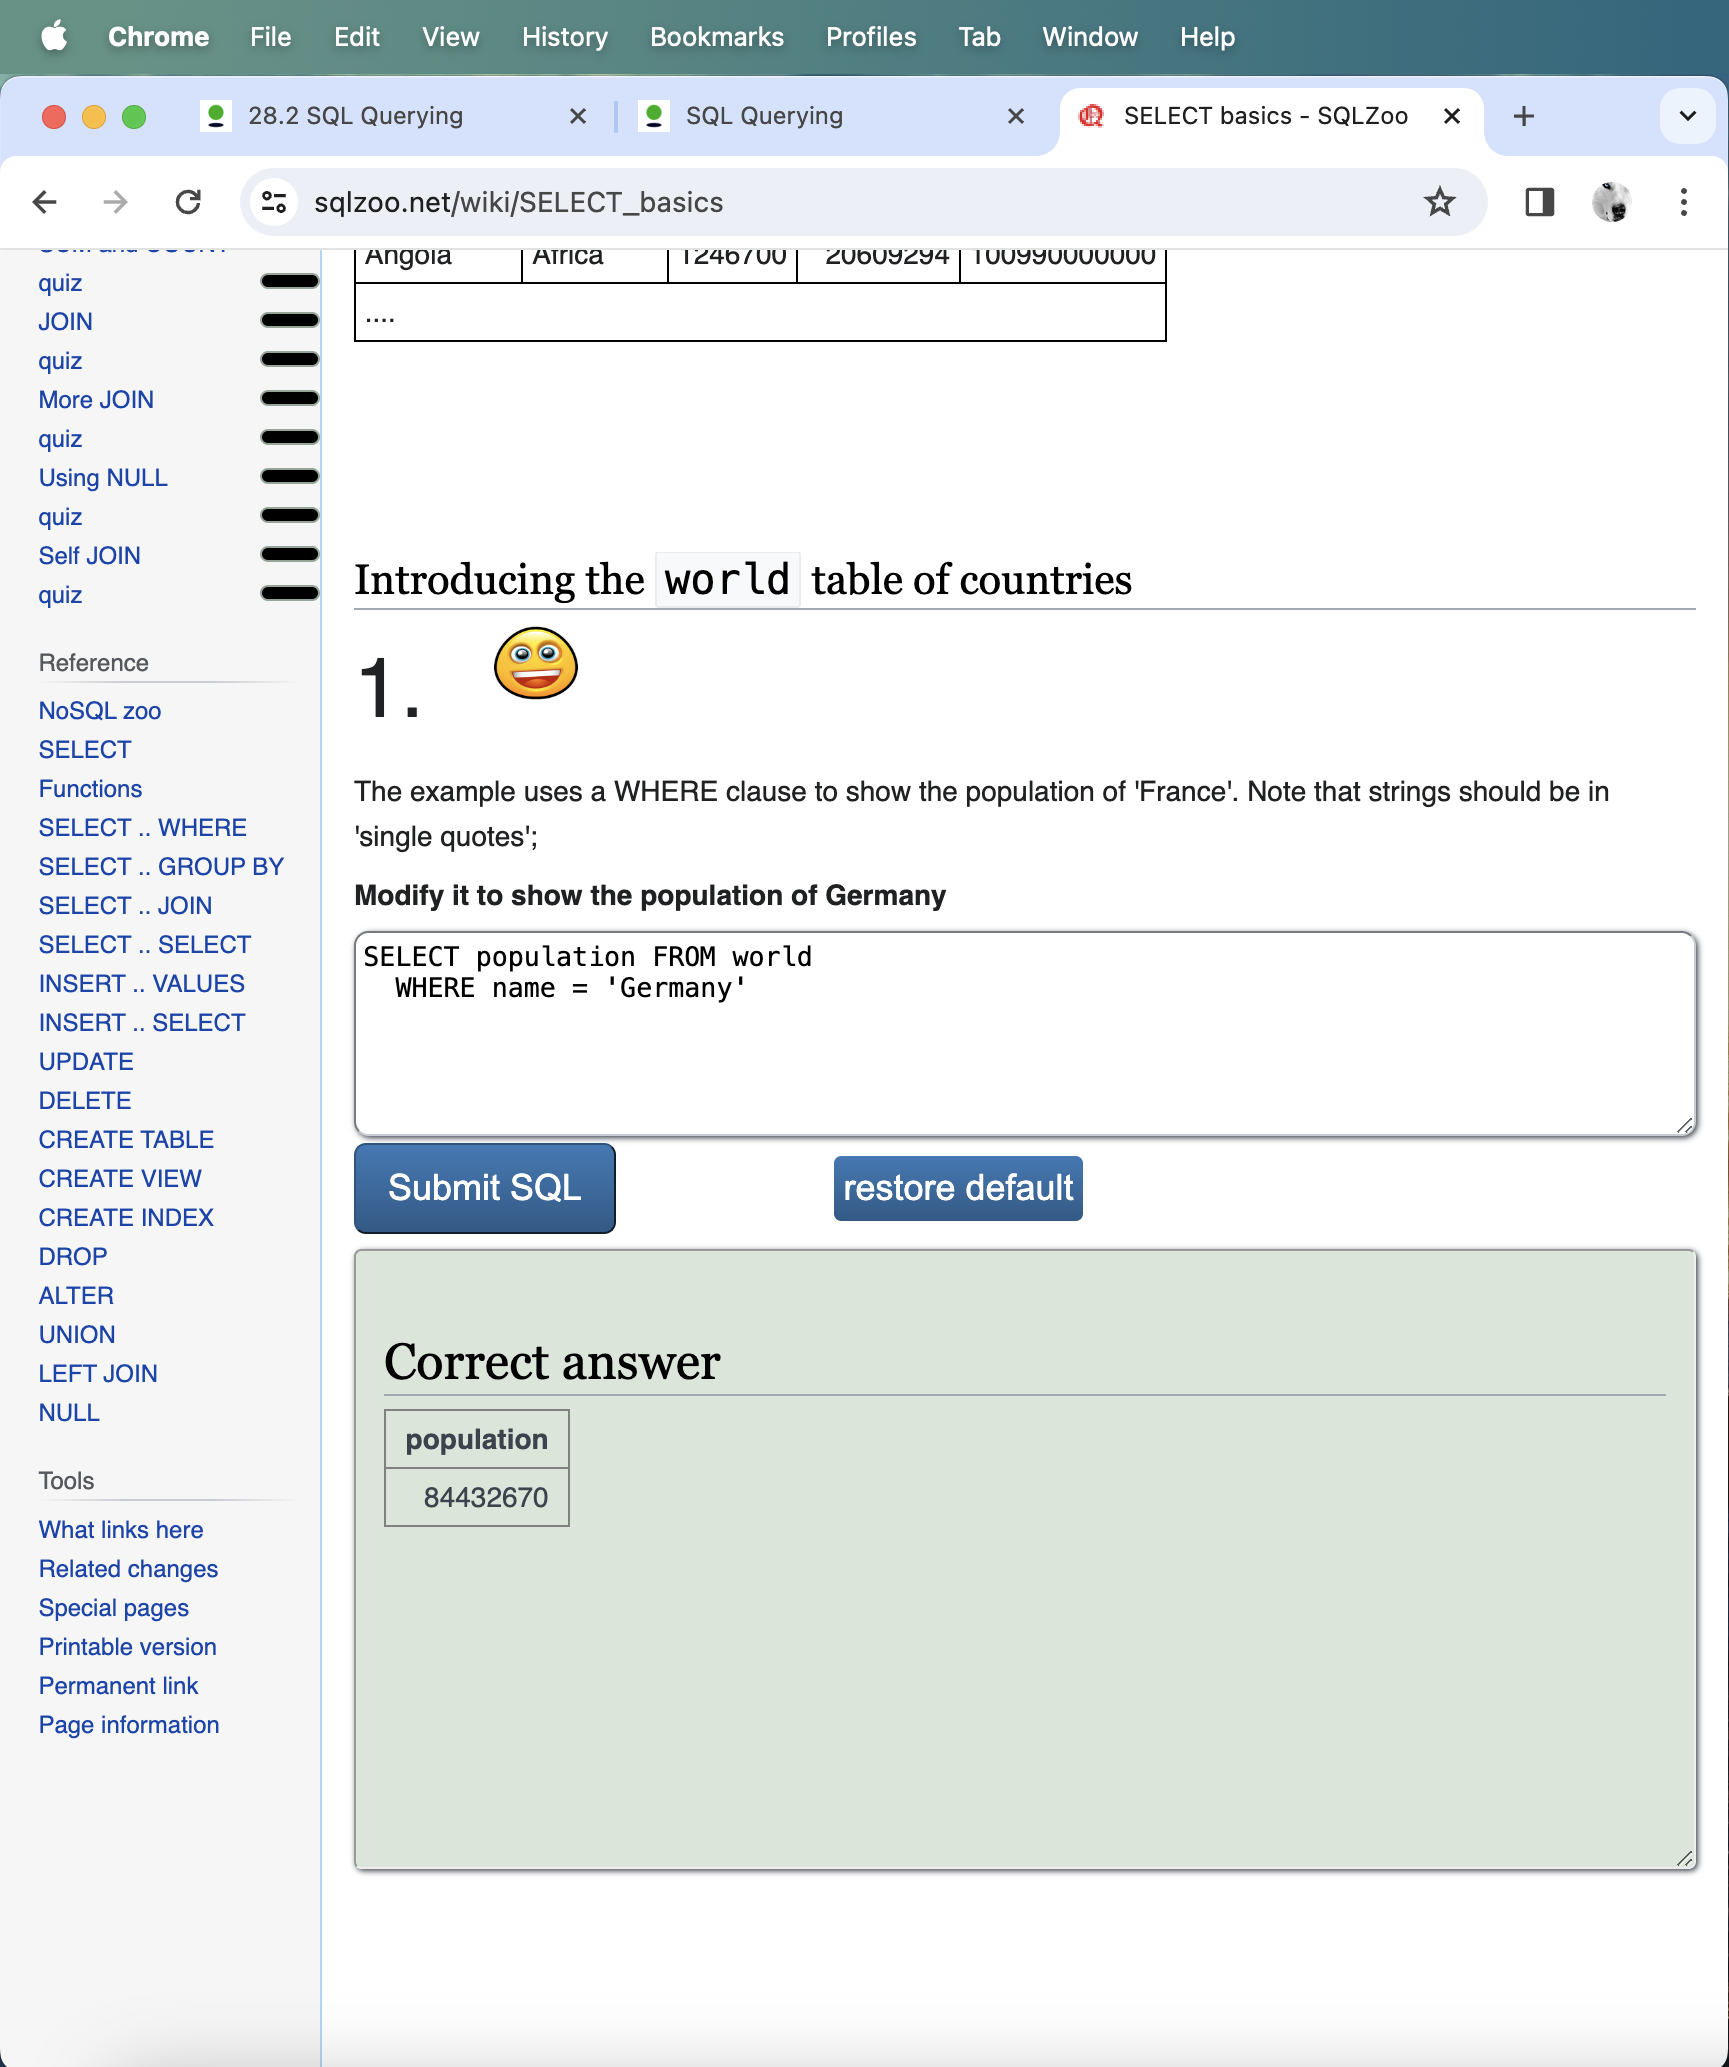 Chrome File Edit View History Bookmarks Profiles Tab Window Help
28.2 SQL Querying
SQL Querying
SELECT basics - SQLZoo
sqlzoo.net/wiki/SELECT_basics
SUM and COUNT
quiz
JOIN
quiz
More JOIN
quiz
Using NULL
quiz
Self JOIN
quiz
Reference
NoSQL zoo
SELECT
Functions
SELECT .. WHERE
SELECT .. GROUP BY
SELECT .. JOIN
SELECT .. SELECT
INSERT .. VALUES
INSERT .. SELECT
UPDATE
DELETE
CREATE TABLE
CREATE VIEW
CREATE INDEX
DROP
ALTER
UNION
LEFT JOIN
NULL
Tools
What links here
Related changes
Special pages
Printable version
Permanent link
Page information
Angola Africa 1246700 20609294 100990000000
....
Introducing the world table of countries
1.
The example uses a WHERE clause to show the population of 'France'. Note that strings should be in
'single quotes';
Modify it to show the population of Germany
SELECT population FROM world
WHERE name = 'Germany'
Submit SQL
restore default
Correct answer
population
84432670